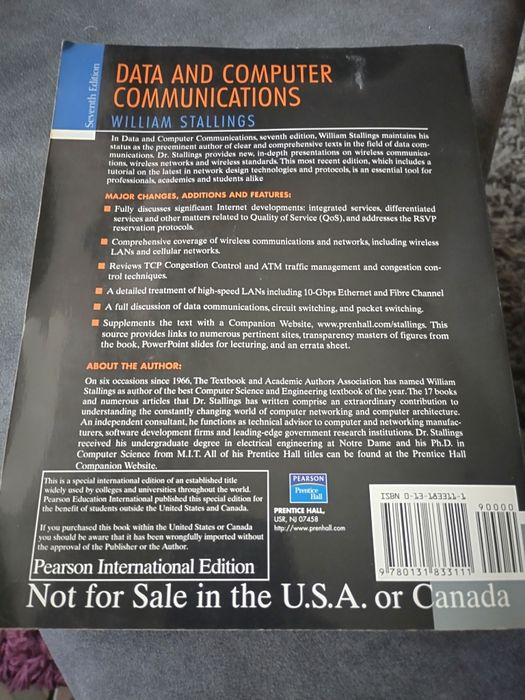 Seventh Edition
DATA AND COMPUTER
COMMUNICATIONS
WILLIAM STALLINGS
In Data and Computer Communications, seventh edition, William Stallings maintains his
status as the preeminent author of clear and comprehensive texts in the field of data com-
munications. Dr. Stallings provides new, in-depth presentations on wireless communica-
tions, wireless networks and wireless standards. This most recent edition, which includes a
tutorial on the latest in network design technologies and protocols, is an essential tool for
professionals, academics and students alike
MAJOR CHANGES, ADDITIONS AND FEATURES:
■ Fully discusses significant Internet developments: integrated services, differentiated
services and other matters related to Quality of Service (QoS), and addresses the RSVP
reservation protocols.
■ Comprehensive coverage of wireless communications and networks, including wireless
LANs and cellular networks.
■ Reviews TCP Congestion Control and ATM traffic management and congestion con-
trol techniques.
■ A detailed treatment of high-speed LANs including 10-Gbps Ethernet and Fibre Channel
■ A full discussion of data communications, circuit switching, and packet switching.
■ Supplements the text with a Companion Website, www.prenhall.com/stallings. This
source provides links to numerous pertinent sites, transparency masters of figures from
the book, PowerPoint slides for lecturing, and an errata sheet.
ABOUT THE AUTHOR:
On six occasions since 1966, The Textbook and Academic Authors Association has named William
Stallings as author of the best Computer Science and Engineering textbook of the year. The 17 books
and numerous articles that Dr. Stallings has written comprise an extraordinary contribution to
understanding the constantly changing world of computer networking and computer architecture.
An independent consultant, he functions as technical advisor to computer and networking manufac-
turers, software development firms and leading-edge government research institutions. Dr. Stallings
received his undergraduate degree in electrical engineering at Notre Dame and his Ph.D. in
Computer Science from M.I.T. All of his Prentice Hall titles can be found at the Prentice Hall
Companion Website.
This is a special international edition of an established title
widely used by colleges and universities throughout the world.
Pearson Education International published this special edition for
the benefit of students outside the United States and Canada.
If you purchased this book within the United States or Canada
you should be aware that it has been wrongfully imported without
the approval of the Publisher or the Author.
Pearson International Edition
PEARSON
Prentice
Hall
PRENTICE HALL,
USR, NJ 07458
http://www.prenhall.com
ISBN 0-13-183311-1
90000
9 780131 833111
Not for Sale in the U.S.A. or Canada